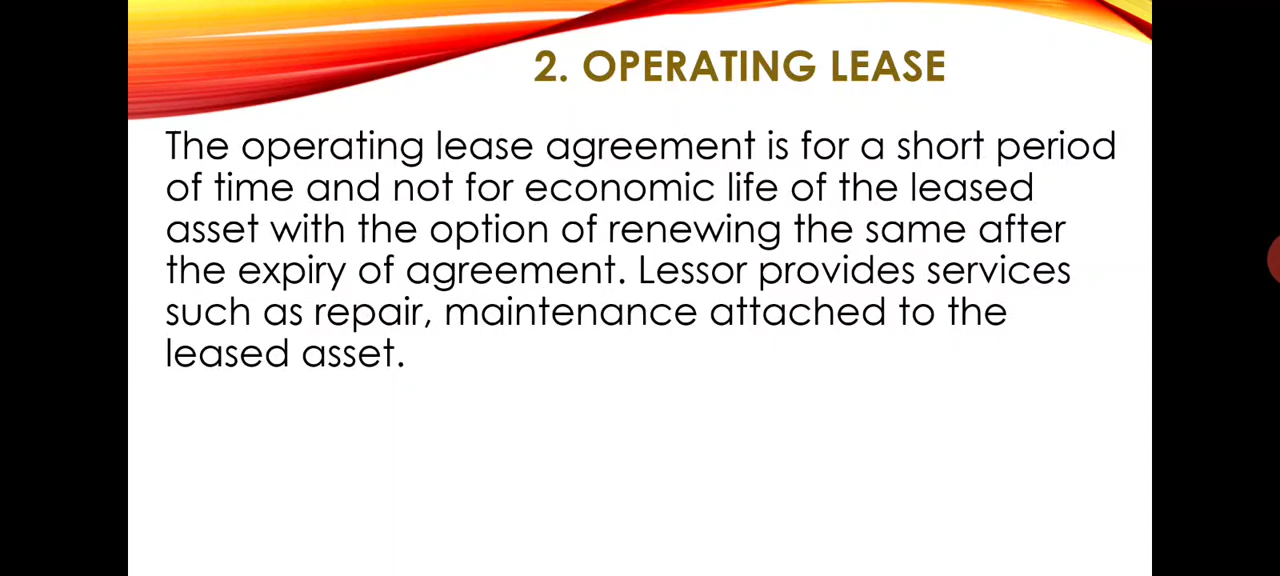 2. OPERATING LEASE
The operating lease agreement is for a short period
of time and not for economic life of the leased
asset with the option of renewing the same after
the expiry of agreement. Lessor provides services
such as repair, maintenance attached to the
leased asset.